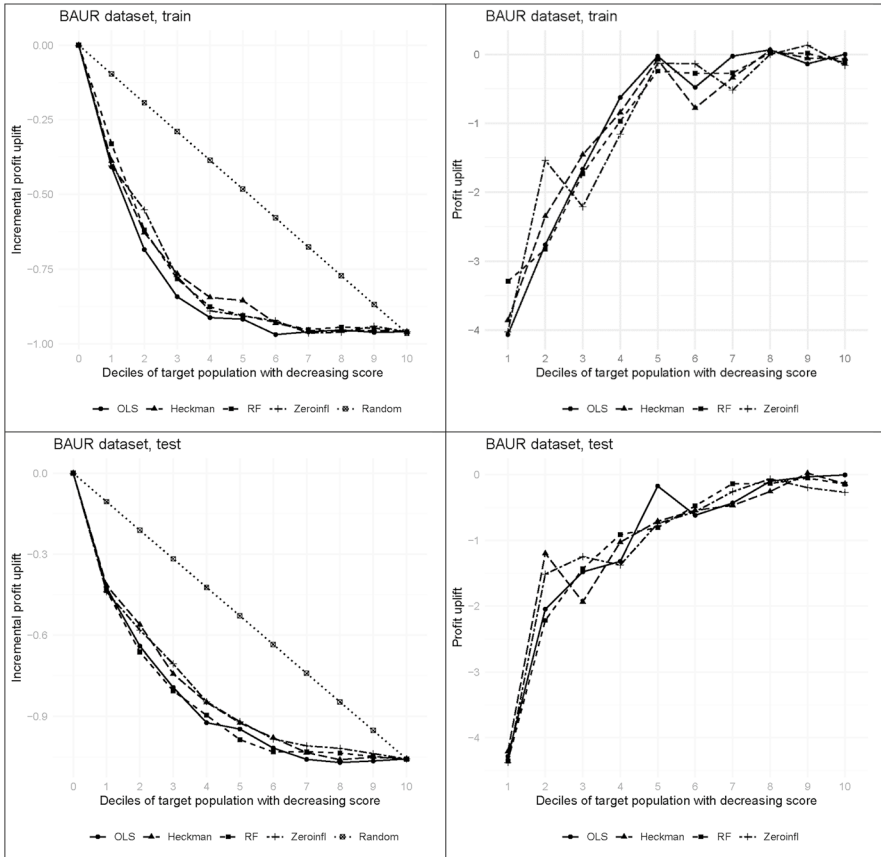 BAUR dataset, train
Incremental profit uplift
0.00
−0.25
−0.50
−0.75
−1.00
0 1 2 3 4 5 6 7 8 9 10
Deciles of target population with decreasing score
OLS Heckman RF Zeroinfl Random
BAUR dataset, train
Profit uplift
0
−1
−2
−3
−4
1 2 3 4 5 6 7 8 9 10
Deciles of target population with decreasing score
OLS Heckman RF Zeroinfl
BAUR dataset, test
Incremental profit uplift
0.0
−0.3
−0.6
−0.9
0 1 2 3 4 5 6 7 8 9 10
Deciles of target population with decreasing score
OLS Heckman RF Zeroinfl Random
BAUR dataset, test
Profit uplift
0
−1
−2
−3
−4
1 2 3 4 5 6 7 8 9 10
Deciles of target population with decreasing score
OLS Heckman RF Zeroinfl